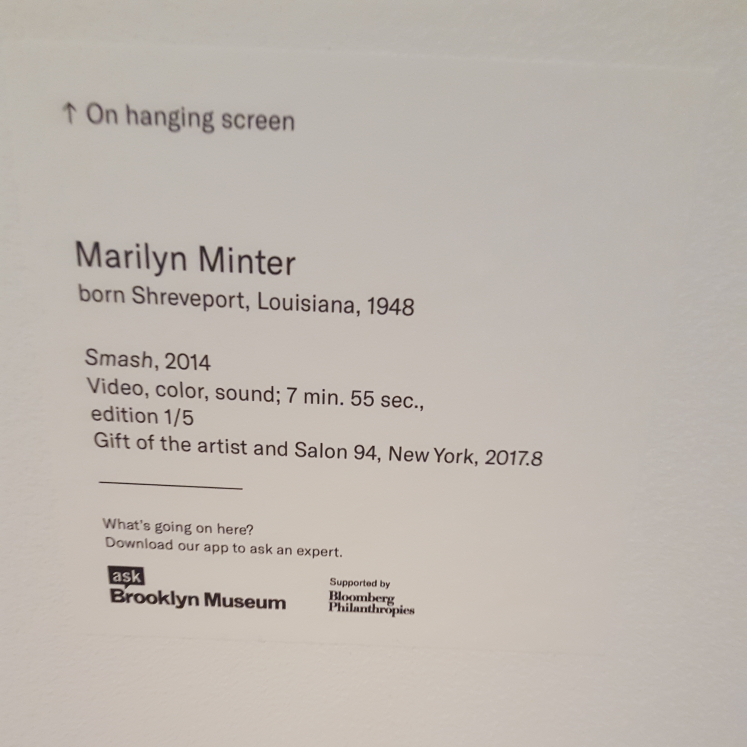 ↑ On hanging screen
Marilyn Minter
born Shreveport, Louisiana, 1948
Smash, 2014
Video, color, sound; 7 min. 55 sec.,
edition 1/5
Gift of the artist and Salon 94, New York, 2017.8
What's going on here?
Download our app to ask an expert.
ask
Brooklyn Museum
Supported by
Bloomberg
Philanthropies